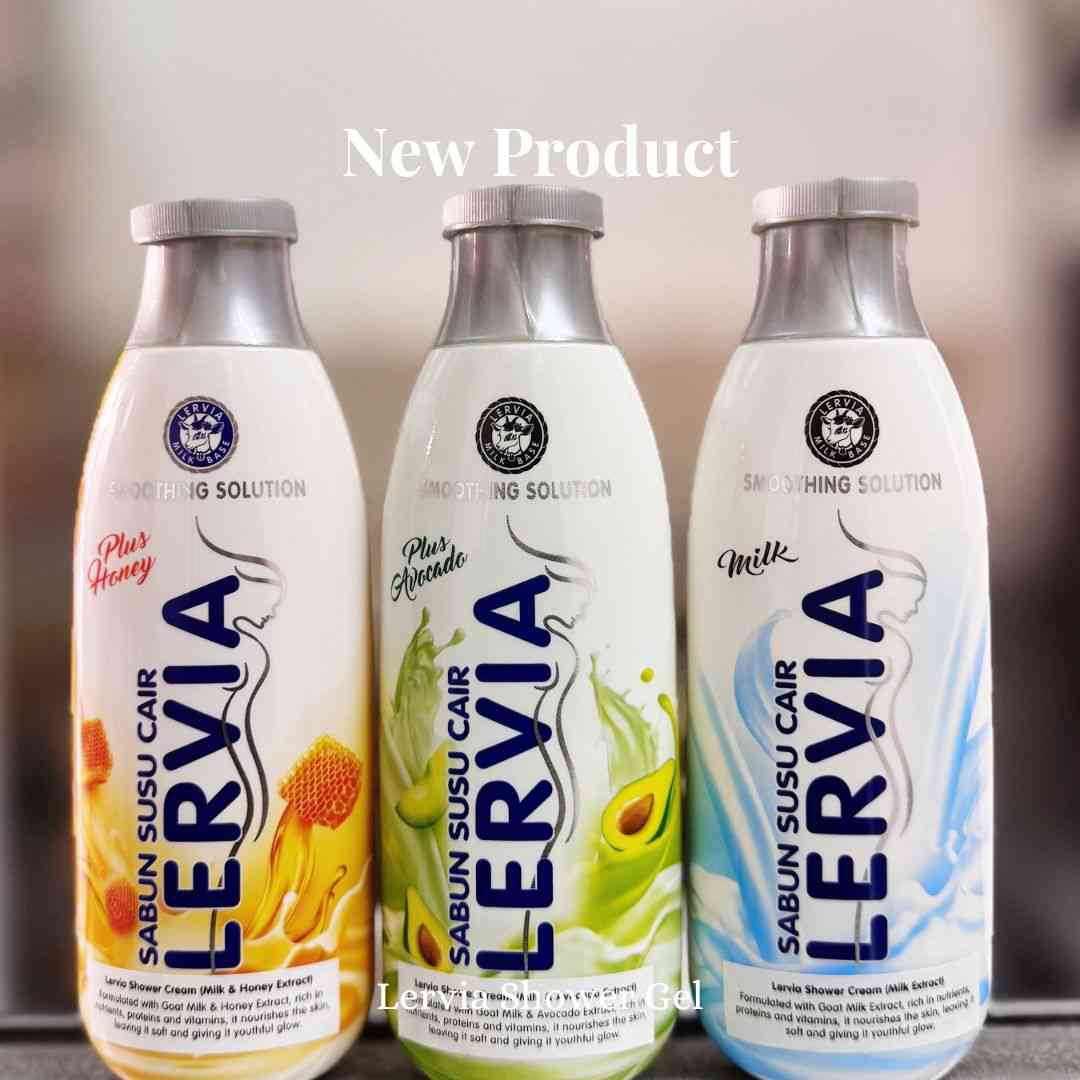 New Product
LERVIA
MILK BASE
SMOOTHING SOLUTION
Plus
Honey
SABUN SUSU CAIR
LERVIA
Lervia Shower Cream (Milk & Honey Extract)
Formulated with Goat Milk & Honey Extract, rich in
nutrients, proteins and vitamins, it nourishes the skin,
leaving it soft and giving it youthful glow.
LERVIA
MILK BASE
SMOOTHING SOLUTION
Plus
Avocado
SABUN SUSU CAIR
LERVIA
Lervia Extract)
with Goat Milk & Avocado Extract,
nutrients, proteins and vitamins, it nourishes the skin,
leaving it soft and giving it youthful glow.
LERVIA
MILK BASE
SMOOTHING SOLUTION
Milk
SABUN SUSU CAIR
LERVIA
Lervia Shower Cream (Milk Extract)
Formulated with Goat Milk Extract, rich in nutrients,
proteins and vitamins, it nourishes the skin, leaving it
soft and giving it youthful glow.
Lervia Shower Gel